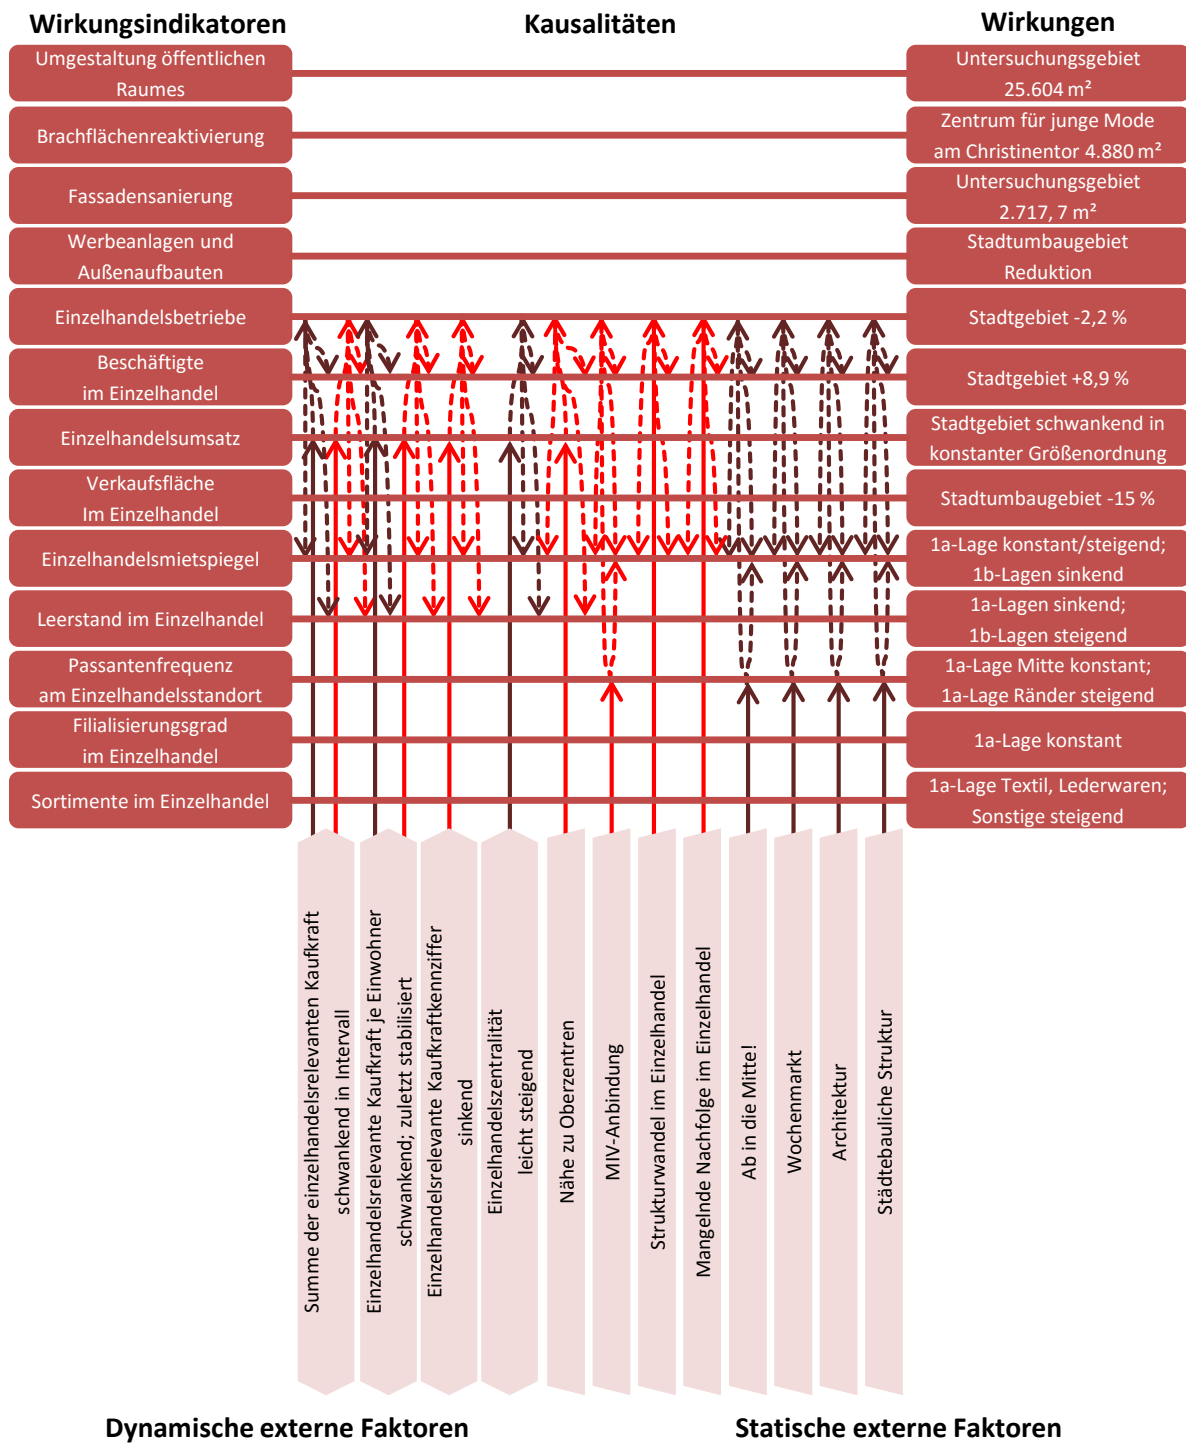 Wirkungsindikatoren
Kausalitäten
Wirkungen
Umgestaltung öffentlichen
Raumes
Untersuchungsgebiet
25.604 m²
Brachflächenreaktivierung
Zentrum für junge Mode
am Christinentor 4.880 m²
Fassadensanierung
Untersuchungsgebiet
2.717, 7 m²
Werbeanlagen und
Außenaufbauten
Stadtumbaugebiet
Reduktion
Einzelhandelsbetriebe
Stadtgebiet -2,2 %
Beschäftigte
im Einzelhandel
Stadtgebiet +8,9 %
Einzelhandelsumsatz
Stadtgebiet schwankend in
konstanter Größenordnung
Verkaufsfläche
Im Einzelhandel
Stadtumbaugebiet -15 %
Einzelhandelsmietspiegel
1a-Lage konstant/steigend;
1b-Lagen sinkend
Leerstand im Einzelhandel
1a-Lagen sinkend;
1b-Lagen steigend
Passantenfrequenz
am Einzelhandelsstandort
1a-Lage Mitte konstant;
1a-Lage Ränder steigend
Filialisierungsgrad
im Einzelhandel
1a-Lage konstant
Sortimente im Einzelhandel
1a-Lage Textil, Lederwaren;
Sonstige steigend
Summe der einzelhandelsrelevanten Kaufkraft
schwankend in Intervall
Einzelhandelsrelevante Kaufkraft je Einwohner
schwankend; zuletzt stabilisiert
Einzelhandelsrelevante Kaufkraftkennziffer
sinkend
Einzelhandelszentralität
leicht steigend
Nähe zu Oberzentren
MIV-Anbindung
Strukturwandel im Einzelhandel
Mangelnde Nachfolge im Einzelhandel
Ab in die Mitte!
Wochenmarkt
Architektur
Städtebauliche Struktur
Dynamische externe Faktoren
Statische externe Faktoren